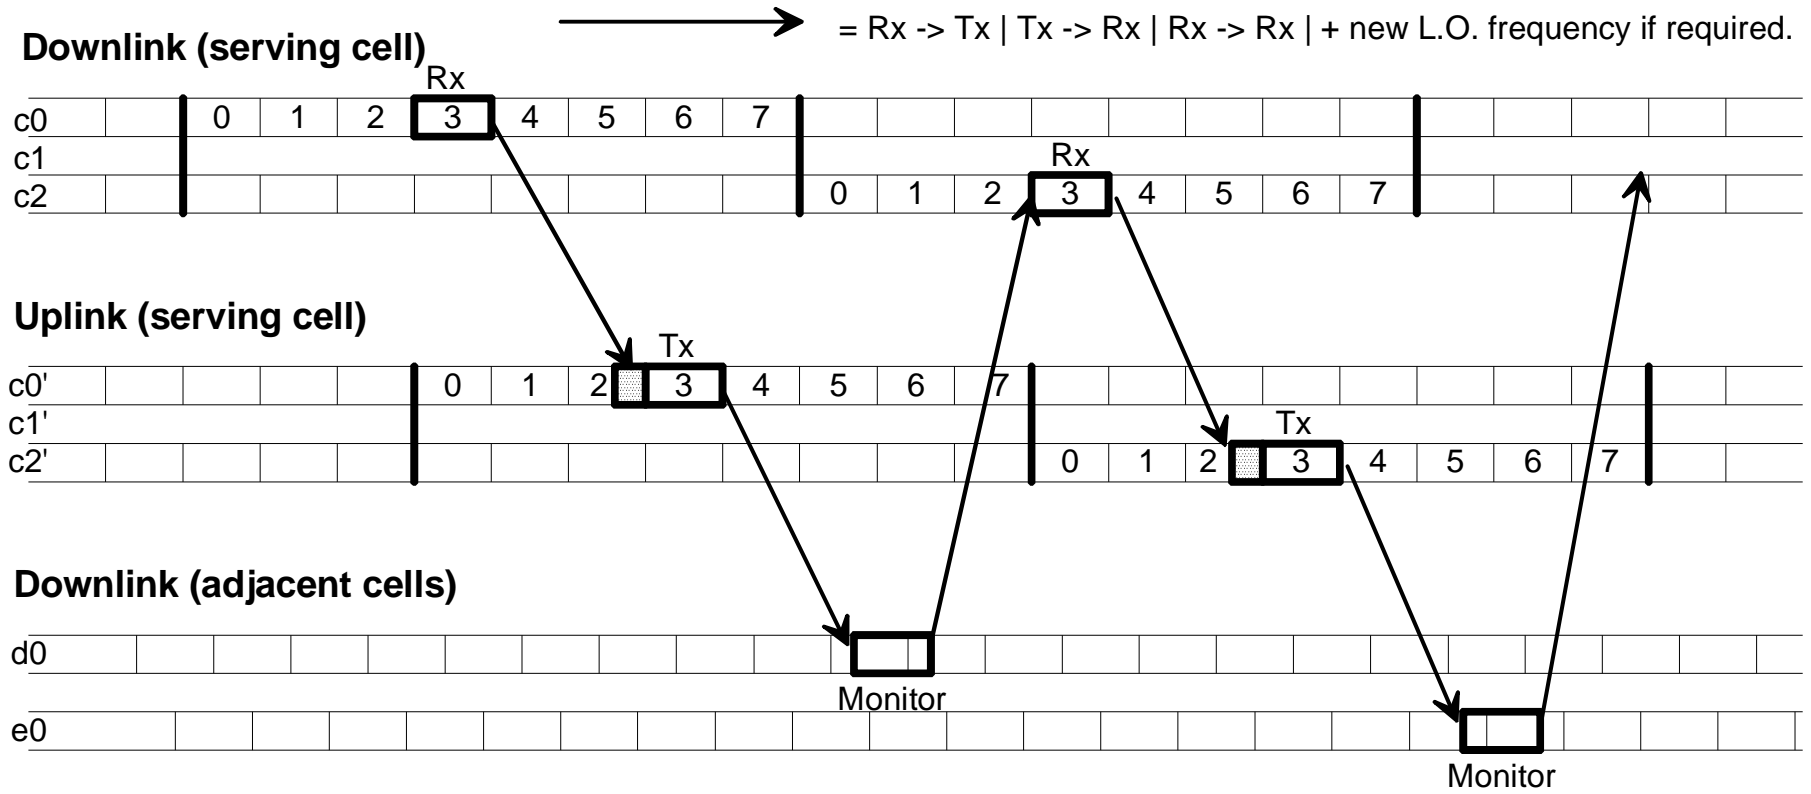 = Rx -> Tx | Tx -> Rx | Rx -> Rx | + new L.O. frequency if required.
Downlink (serving cell)
Rx
c0 0 1 2 3 4 5 6 7
c1 Rx
c2 0 1 2 3 4 5 6 7
Uplink (serving cell)
Tx
c0' 0 1 2 3 4 5 6 7
c1' Tx
c2' 0 1 2 3 4 5 6 7
Downlink (adjacent cells)
d0
Monitor
e0
Monitor